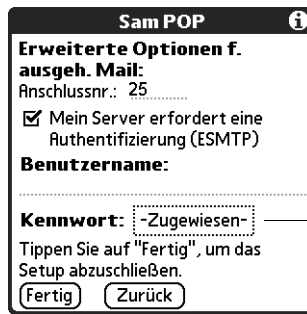 Sam POP
Erweiterte Optionen f.
ausgeh. Mail:
Anschlussnr.: 25
Mein Server erfordert eine
Authentifizierung (ESMTP)
Benutzername:
Kennwort: -Zugewiesen-
Tippen Sie auf "Fertig", um das
Setup abzuschließen.
Fertig Zurück